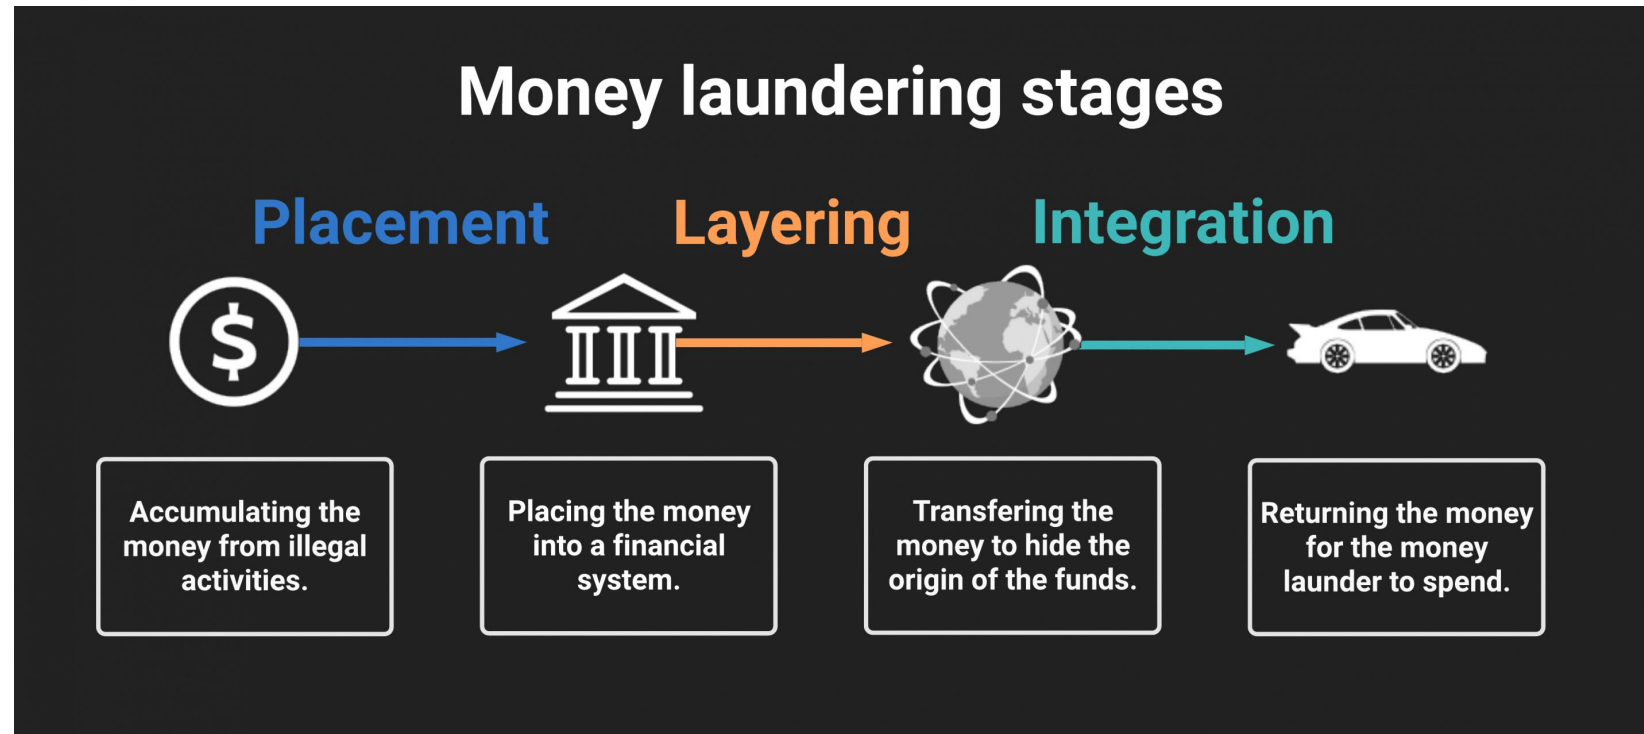 Money laundering stages
Placement
Layering
Integration
$
Accumulating the
money from illegal
activities.
Placing the money
into a financial
system.
Transfering the
money to hide the
origin of the funds.
Returning the money
for the money
launder to spend.